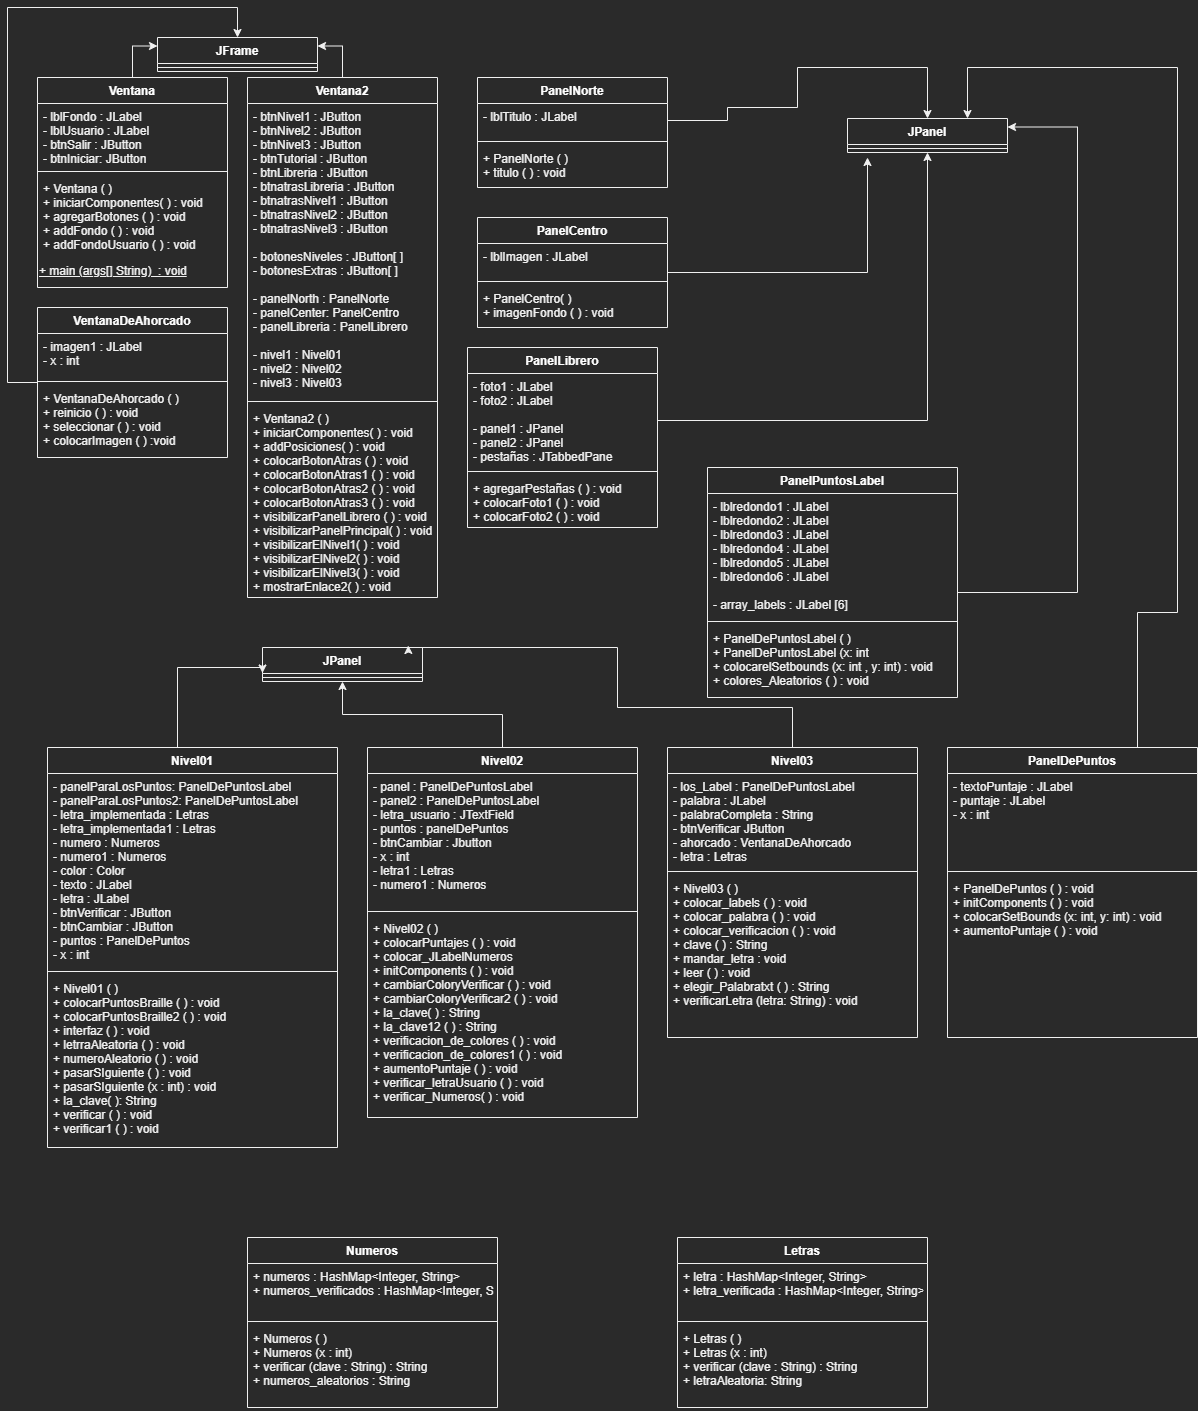 JFrame
Ventana
- lblFondo : JLabel
- lblUsuario : JLabel
- btnSalir : JButton
- btnIniciar: JButton
+ Ventana ( )
+ iniciarComponentes( ) : void
+ agregarBotones ( ) : void
+ addFondo ( ) : void
+ addFondoUsuario ( ) : void
+ main (args[] String) : void
Ventana2
- btnNivel1 : JButton
- btnNivel2 : JButton
- btnNivel3 : JButton
- btnTutorial : JButton
- btnLibreria : JButton
- btnatrasLibreria : JButton
- btnatrasNivel1 : JButton
- btnatrasNivel2 : JButton
- btnatrasNivel3 : JButton
- botonesNiveles : JButton[ ]
- botonesExtras : JButton[ ]
- panelNorth : PanelNorte
- panelCenter: PanelCentro
- panelLibreria : PanelLibrero
- nivel1 : Nivel01
- nivel2 : Nivel02
- nivel3 : Nivel03
+ Ventana2 ( )
+ iniciarComponentes( ) : void
+ addPosiciones( ) : void
+ colocarBotonAtras ( ) : void
+ colocarBotonAtras1 ( ) : void
+ colocarBotonAtras2 ( ) : void
+ colocarBotonAtras3 ( ) : void
+ visibilizarPanelLibrero ( ) : void
+ visibilizarPanelPrincipal( ) : void
+ visibilizarElNivel1( ) : void
+ visibilizarElNivel2( ) : void
+ visibilizarElNivel3( ) : void
+ mostrarEnlace2( ) : void
PanelNorte
- lblTitulo : JLabel
+ PanelNorte ( )
+ titulo ( ) : void
JPanel
PanelCentro
- lblImagen : JLabel
+ PanelCentro( )
+ imagenFondo ( ) : void
VentanaDeAhorcado
- imagen1 : JLabel
- x : int
+ VentanaDeAhorcado ( )
+ reinicio ( ) : void
+ seleccionar ( ) : void
+ colocarImagen ( ) :void
PanelLibrero
- foto1 : JLabel
- foto2 : JLabel
- panel1 : JPanel
- panel2 : JPanel
- pestañas : JTabbedPane
+ agregarPestañas ( ) : void
+ colocarFoto1 ( ) : void
+ colocarFoto2 ( ) : void
PanelPuntosLabel
- lblredondo1 : JLabel
- lblredondo2 : JLabel
- lblredondo3 : JLabel
- lblredondo4 : JLabel
- lblredondo5 : JLabel
- lblredondo6 : JLabel
- array_labels : JLabel [6]
+ PanelDePuntosLabel ( )
+ PanelDePuntosLabel (x: int
+ colocarelSetbounds (x: int , y: int) : void
+ colores_Aleatorios ( ) : void
JPanel
Nivel01
- panelParaLosPuntos: PanelDePuntosLabel
- panelParaLosPuntos2: PanelDePuntosLabel
- letra_implementada : Letras
- letra_implementada1 : Letras
- numero : Numeros
- numero1 : Numeros
- color : Color
- texto : JLabel
- letra : JLabel
- btnVerificar : JButton
- btnCambiar : JButton
- puntos : PanelDePuntos
- x : int
+ Nivel01 ( )
+ colocarPuntosBraille ( ) : void
+ colocarPuntosBraille2 ( ) : void
+ interfaz ( ) : void
+ letrraAleatoria ( ) : void
+ numeroAleatorio ( ) : void
+ pasarSIguiente ( ) : void
+ pasarSIguiente (x : int) : void
+ la_clave( ): String
+ verificar ( ) : void
+ verificar1 ( ) : void
Nivel02
- panel : PanelDePuntosLabel
- panel2 : PanelDePuntosLabel
- letra_usuario : JTextField
- puntos : panelDePuntos
- btnCambiar : Jbutton
- x : int
- letra1 : Letras
- numero1 : Numeros
+ Nivel02 ( )
+ colocarPuntajes ( ) : void
+ colocar_JLabelNumeros
+ initComponents ( ) : void
+ cambiarColoryVerificar ( ) : void
+ cambiarColoryVerificar2 ( ) : void
+ la_clave( ) : String
+ la_clave12 ( ) : String
+ verificacion_de_colores ( ) : void
+ verificacion_de_colores1 ( ) : void
+ aumentoPuntaje ( ) : void
+ verificar_letraUsuario ( ) : void
+ verificar_Numeros( ) : void
Nivel03
- los_Label : PanelDePuntosLabel
- palabra : JLabel
- palabraCompleta : String
- btnVerificar JButton
- ahorcado : VentanaDeAhorcado
- letra : Letras
+ Nivel03 ( )
+ colocar_labels ( ) : void
+ colocar_palabra ( ) : void
+ colocar_verificacion ( ) : void
+ clave ( ) : String
+ mandar_letra : void
+ leer ( ) : void
+ elegir_Palabratxt ( ) : String
+ verificarLetra (letra: String) : void
PanelDePuntos
- textoPuntaje : JLabel
- puntaje : JLabel
- x : int
+ PanelDePuntos ( ) : void
+ initComponents ( ) : void
+ colocarSetBounds (x: int, y: int) : void
+ aumentoPuntaje ( ) : void
Numeros
+ numeros : HashMap<Integer, String>
+ numeros_verificados : HashMap<Integer, S
+ Numeros ( )
+ Numeros (x : int)
+ verificar (clave : String) : String
+ numeros_aleatorios : String
Letras
+ letra : HashMap<Integer, String>
+ letra_verificada : HashMap<Integer, String>
+ Letras ( )
+ Letras (x : int)
+ verificar (clave : String) : String
+ letraAleatoria: String